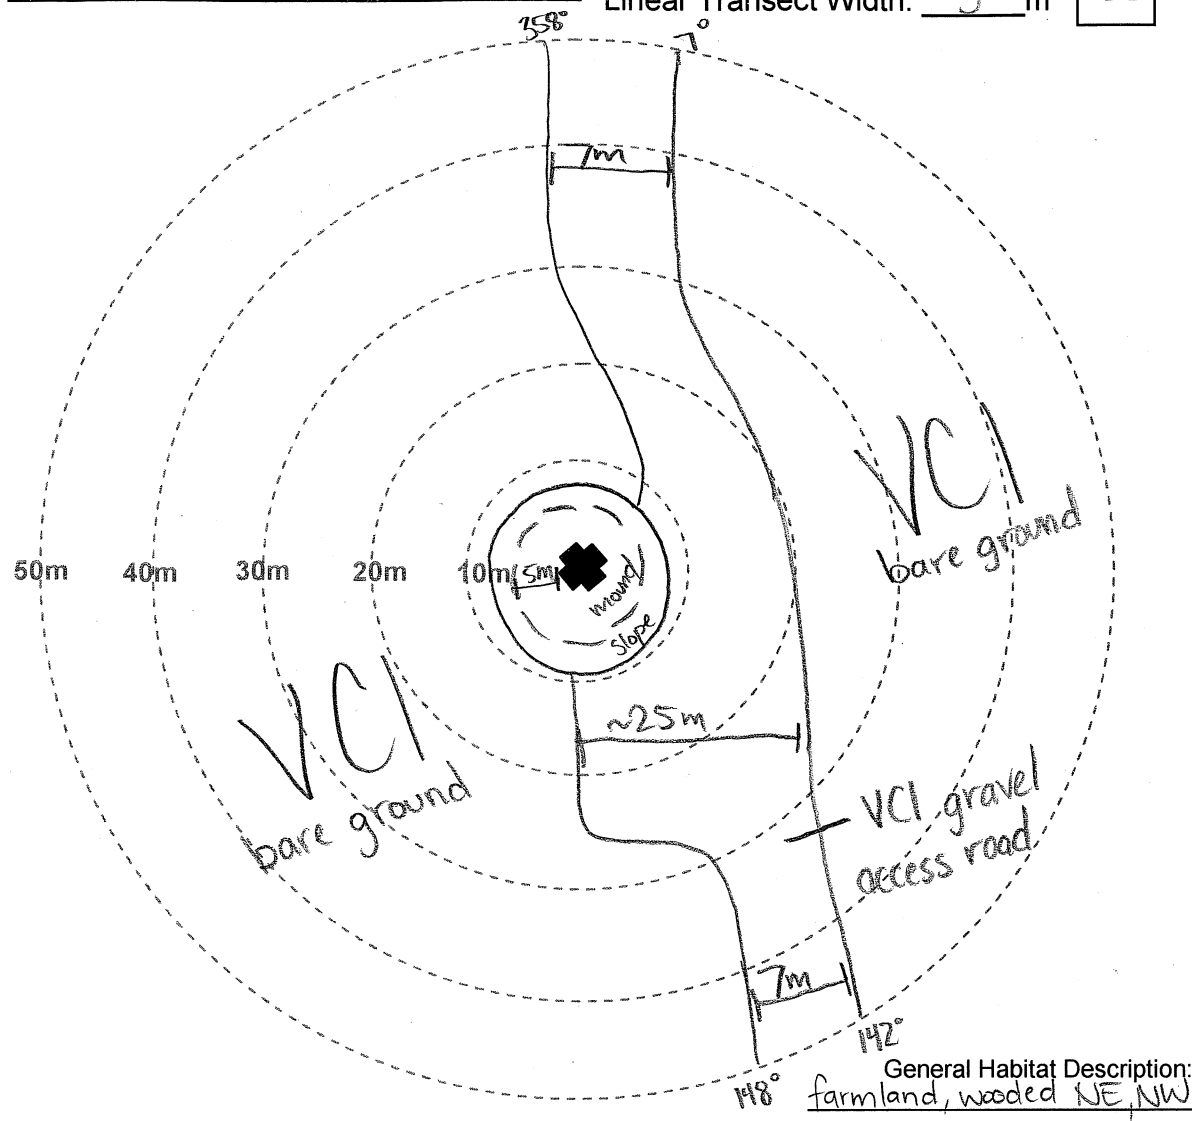 Linear Transect Width: m
358°
7°
7m
VCI
bare ground
50m 40m 30m 20m 10m
5m
mound
slope
VCI
bare ground
~25m
VCI gravel
access road
7m
142°
148°
General Habitat Description:
farmland, wooded NE, NW